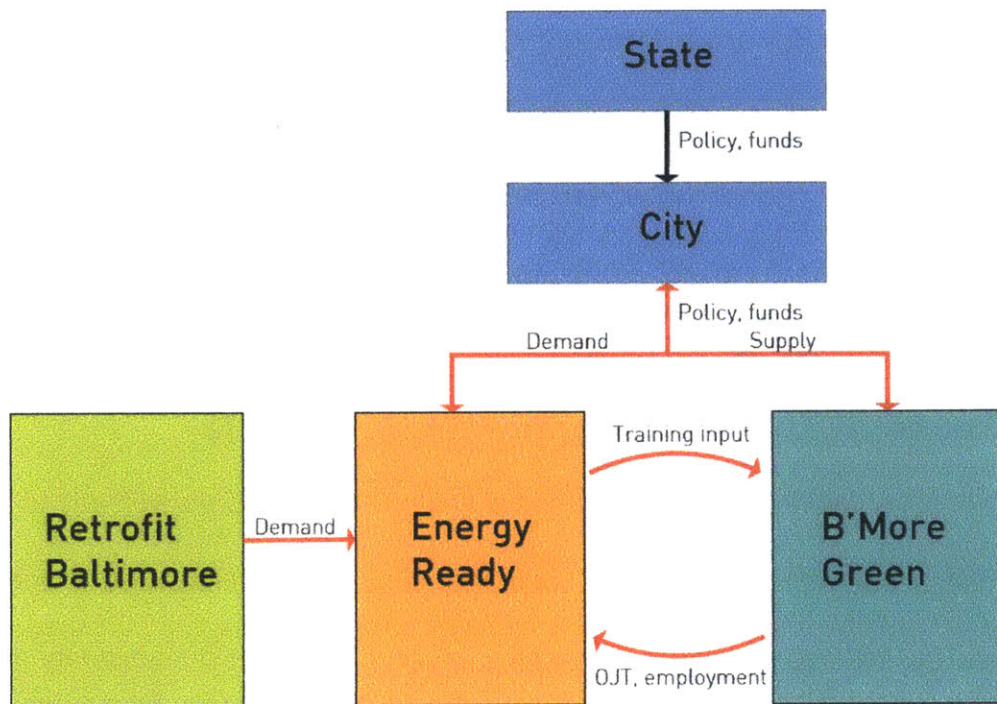 State
Policy, funds
City
Policy, funds
Demand
Supply
Training input
Retrofit
Baltimore
Demand
Energy
Ready
B'More
Green
OJT, employment